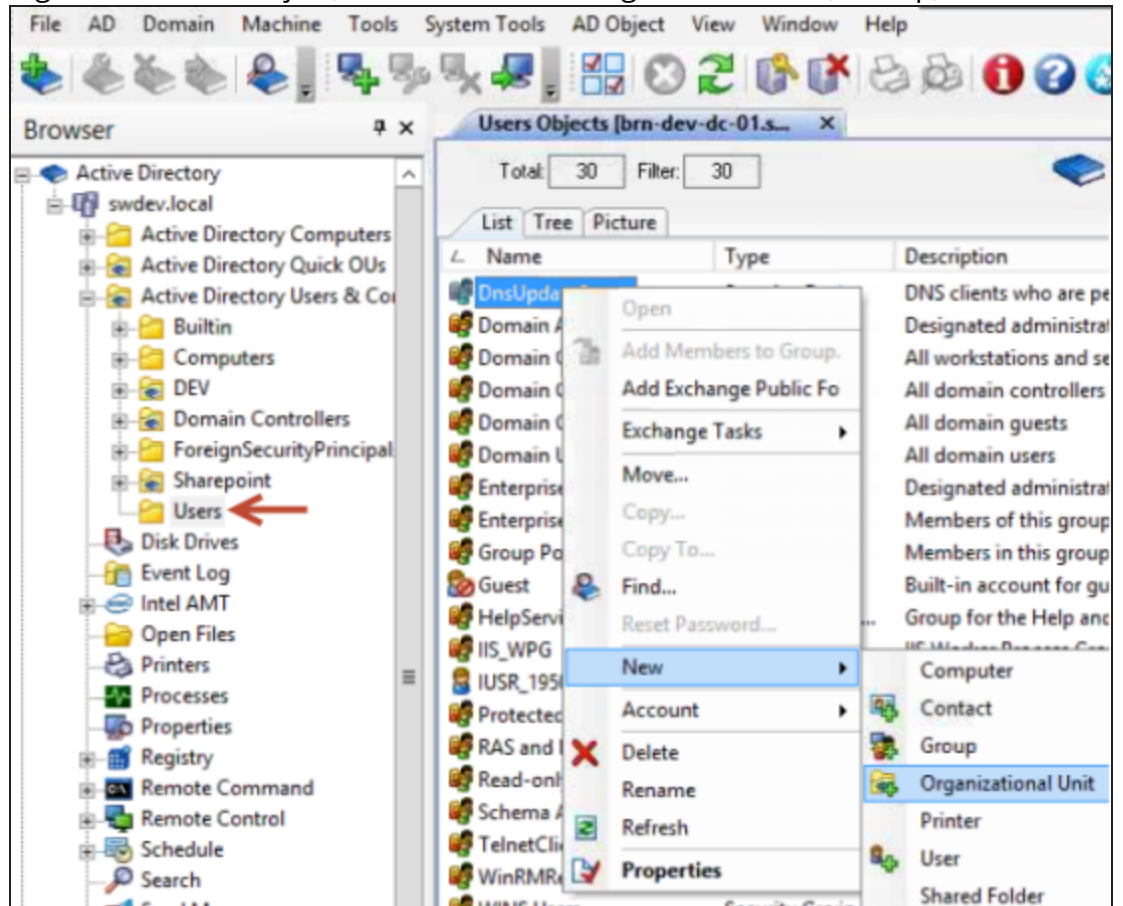 File AD Domain Machine Tools System Tools AD Object View Window Help
Browser
Active Directory
swdev.local
Active Directory Computers
Active Directory Quick OUs
Active Directory Users & Co
Builtin
Computers
DEV
Domain Controllers
ForeignSecurityPrincipal
Sharepoint
Users
Disk Drives
Event Log
Intel AMT
Open Files
Printers
Processes
Properties
Registry
Remote Command
Remote Control
Schedule
Search
Users Objects [brn-dev-dc-01.s...
Total: 30 Filter: 30
List Tree Picture
Name Type Description
DnsUpda DNS clients who are pe
Domain A Designated administrat
Domain C All workstations and se
Domain C All domain controllers
Domain G All domain guests
Domain U All domain users
Enterprise Designated administrat
Enterprise Members of this group
Group Po Members in this group
Guest Built-in account for gu
HelpServi ... Group for the Help and
IIS_WPG
IUSR_195
Protected
RAS and I
Read-onl
Schema A
TelnetCli
WinRMRe
Open
Add Members to Group.
Add Exchange Public Fo
Exchange Tasks
Move...
Copy...
Copy To...
Find...
Reset Password...
New
Account
Delete
Rename
Refresh
Properties
Computer
Contact
Group
Organizational Unit
Printer
User
Shared Folder